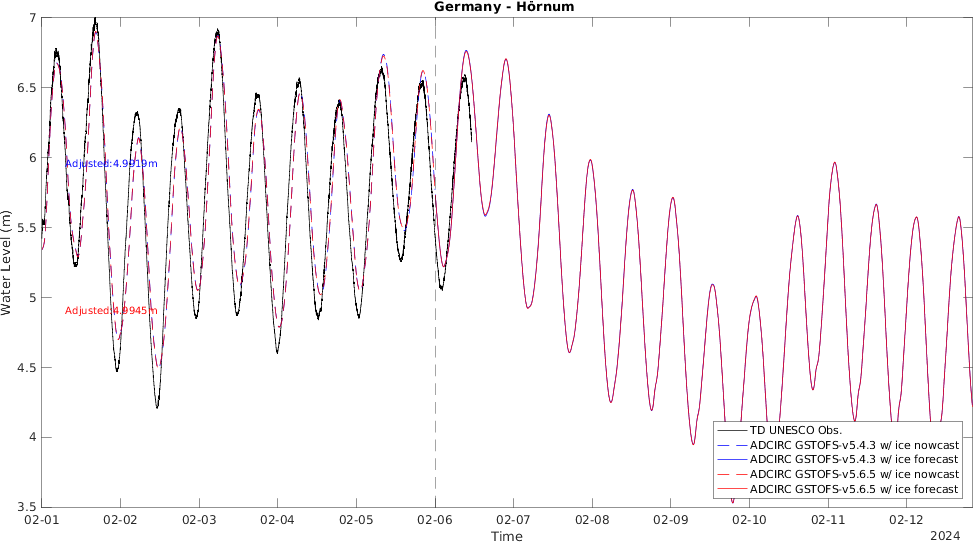 Germany - Hörnum
7
6.5
6
5.5
5
4.5
4
3.5
Water Level (m)
Adjusted:4.9919m
Adjusted:4.9945m
TD UNESCO Obs.
ADCIRC GSTOFS-v5.4.3 w/ ice nowcast
ADCIRC GSTOFS-v5.4.3 w/ ice forecast
ADCIRC GSTOFS-v5.6.5 w/ ice nowcast
ADCIRC GSTOFS-v5.6.5 w/ ice forecast
02-01 02-02 02-03 02-04 02-05 02-06 02-07 02-08 02-09 02-10 02-11 02-12
Time
2024